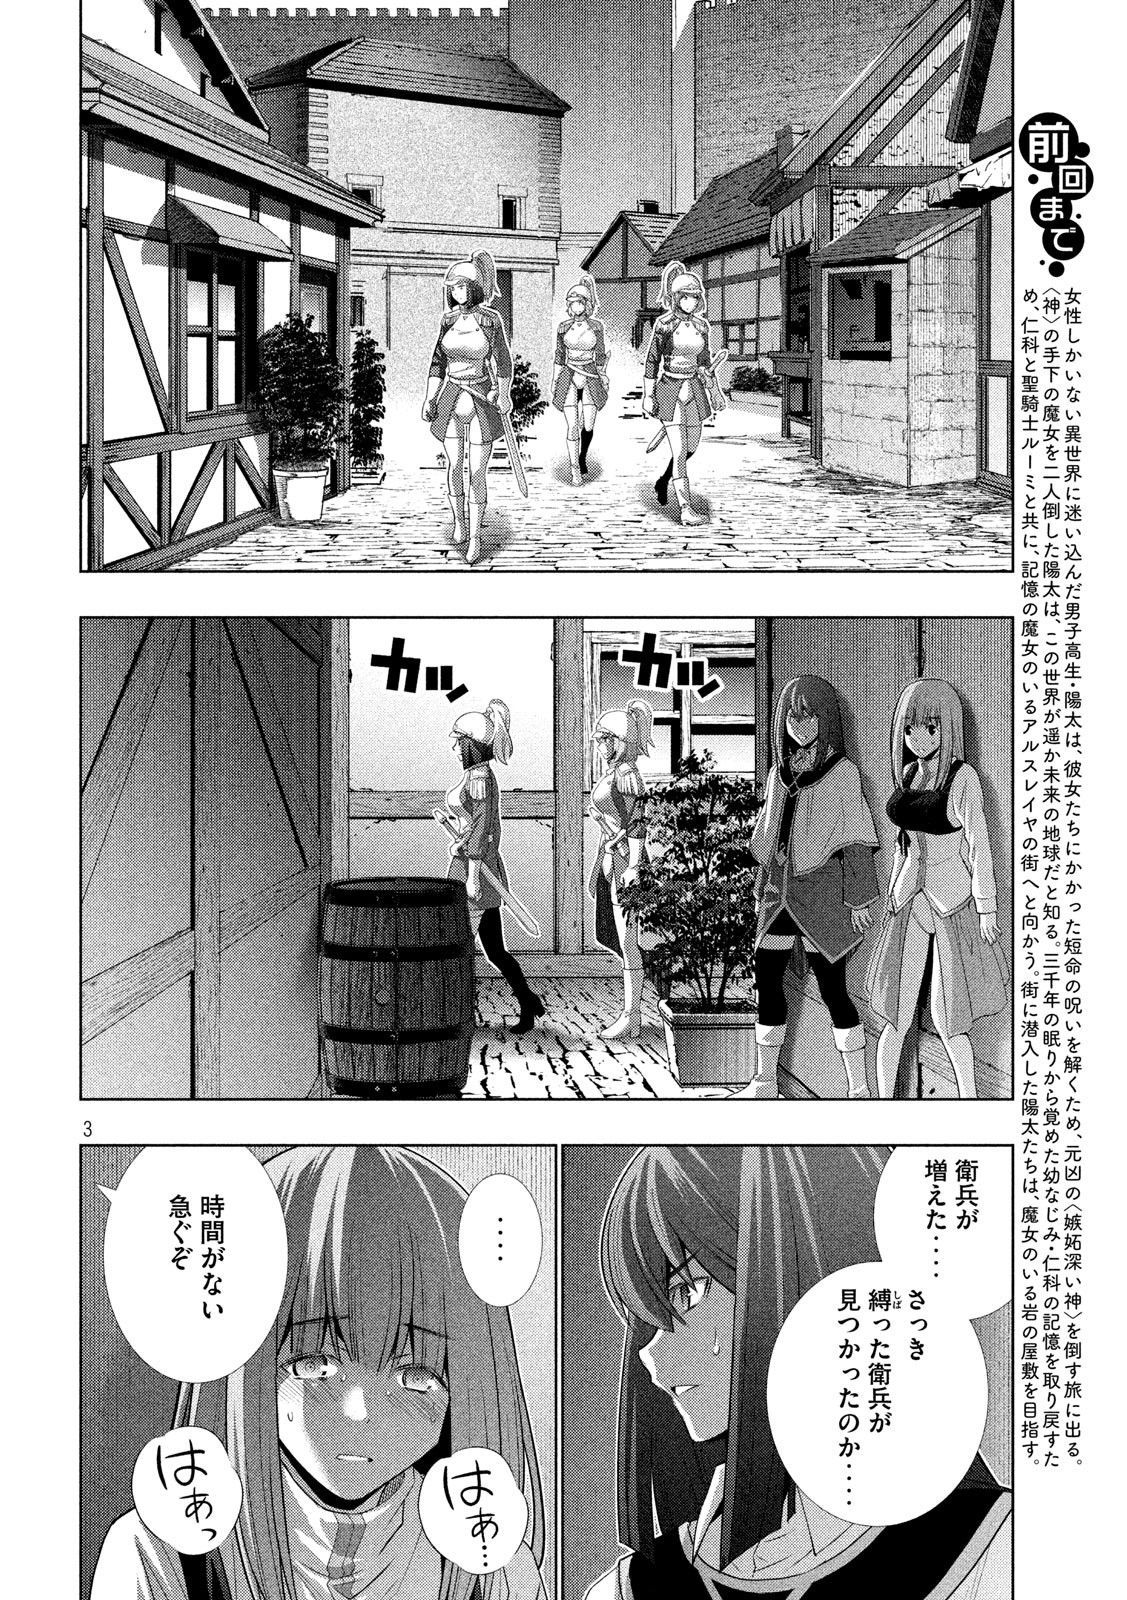 前回まで
女性しかいない異世界に迷い込んだ男子高生・陽太は、彼女たちにかかった短命の呪いを解くため、元凶の〈嫉妬深い神〉を倒す旅に出る。
〈神〉の手下の魔女を二人倒した陽太は、この世界が遥か未来の地球だと知る。三千年の眠りから覚めた幼なじみ・仁科の記憶を取り戻すた
め、仁科と聖騎士ルーミと共に、記憶の魔女のいるアルスレイヤの街へと向かう。街に潜入した陽太たちは、魔女のいる岩の屋敷を目指す。
カッ
カッ
3
衛兵が
増えた‥‥
さっき
縛った衛兵が
しば
見つかったのか‥‥
‥‥
時間がない
急ぐぞ
はぁ…
はぁっ